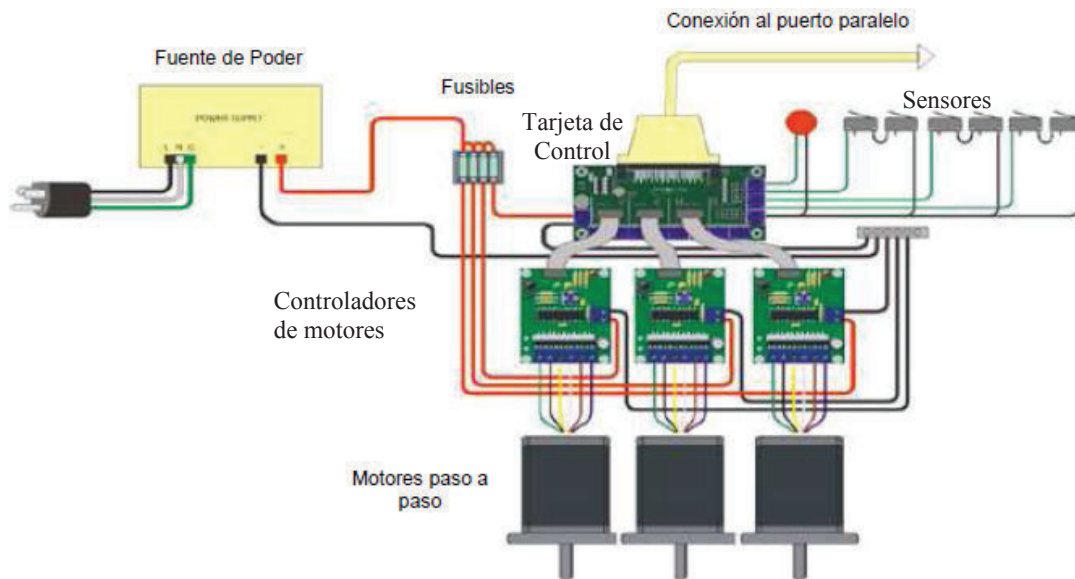 Conexión al puerto paralelo
Fuente de Poder
Fusibles
Sensores
Tarjeta de
Control
POWER SUPPLY
L N G - +
Controladores
de motores
Motores paso a
paso